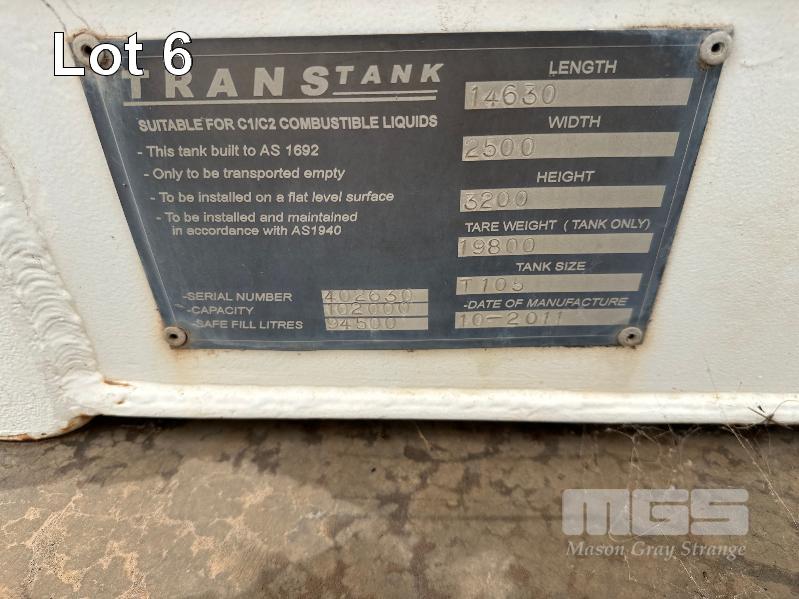 Lot 6
TRANSTANK
SUITABLE FOR C1/C2 COMBUSTIBLE LIQUIDS
- This tank built to AS 1692
- Only to be transported empty
- To be installed on a flat level surface
- To be installed and maintained
in accordance with AS1940
-SERIAL NUMBER 402630
-CAPACITY 102000
-SAFE FILL LITRES 94500
LENGTH
14630
WIDTH
2500
HEIGHT
3200
TARE WEIGHT ( TANK ONLY)
19800
TANK SIZE
T105
-DATE OF MANUFACTURE
10-2011
MGS
Mason Gray Strange